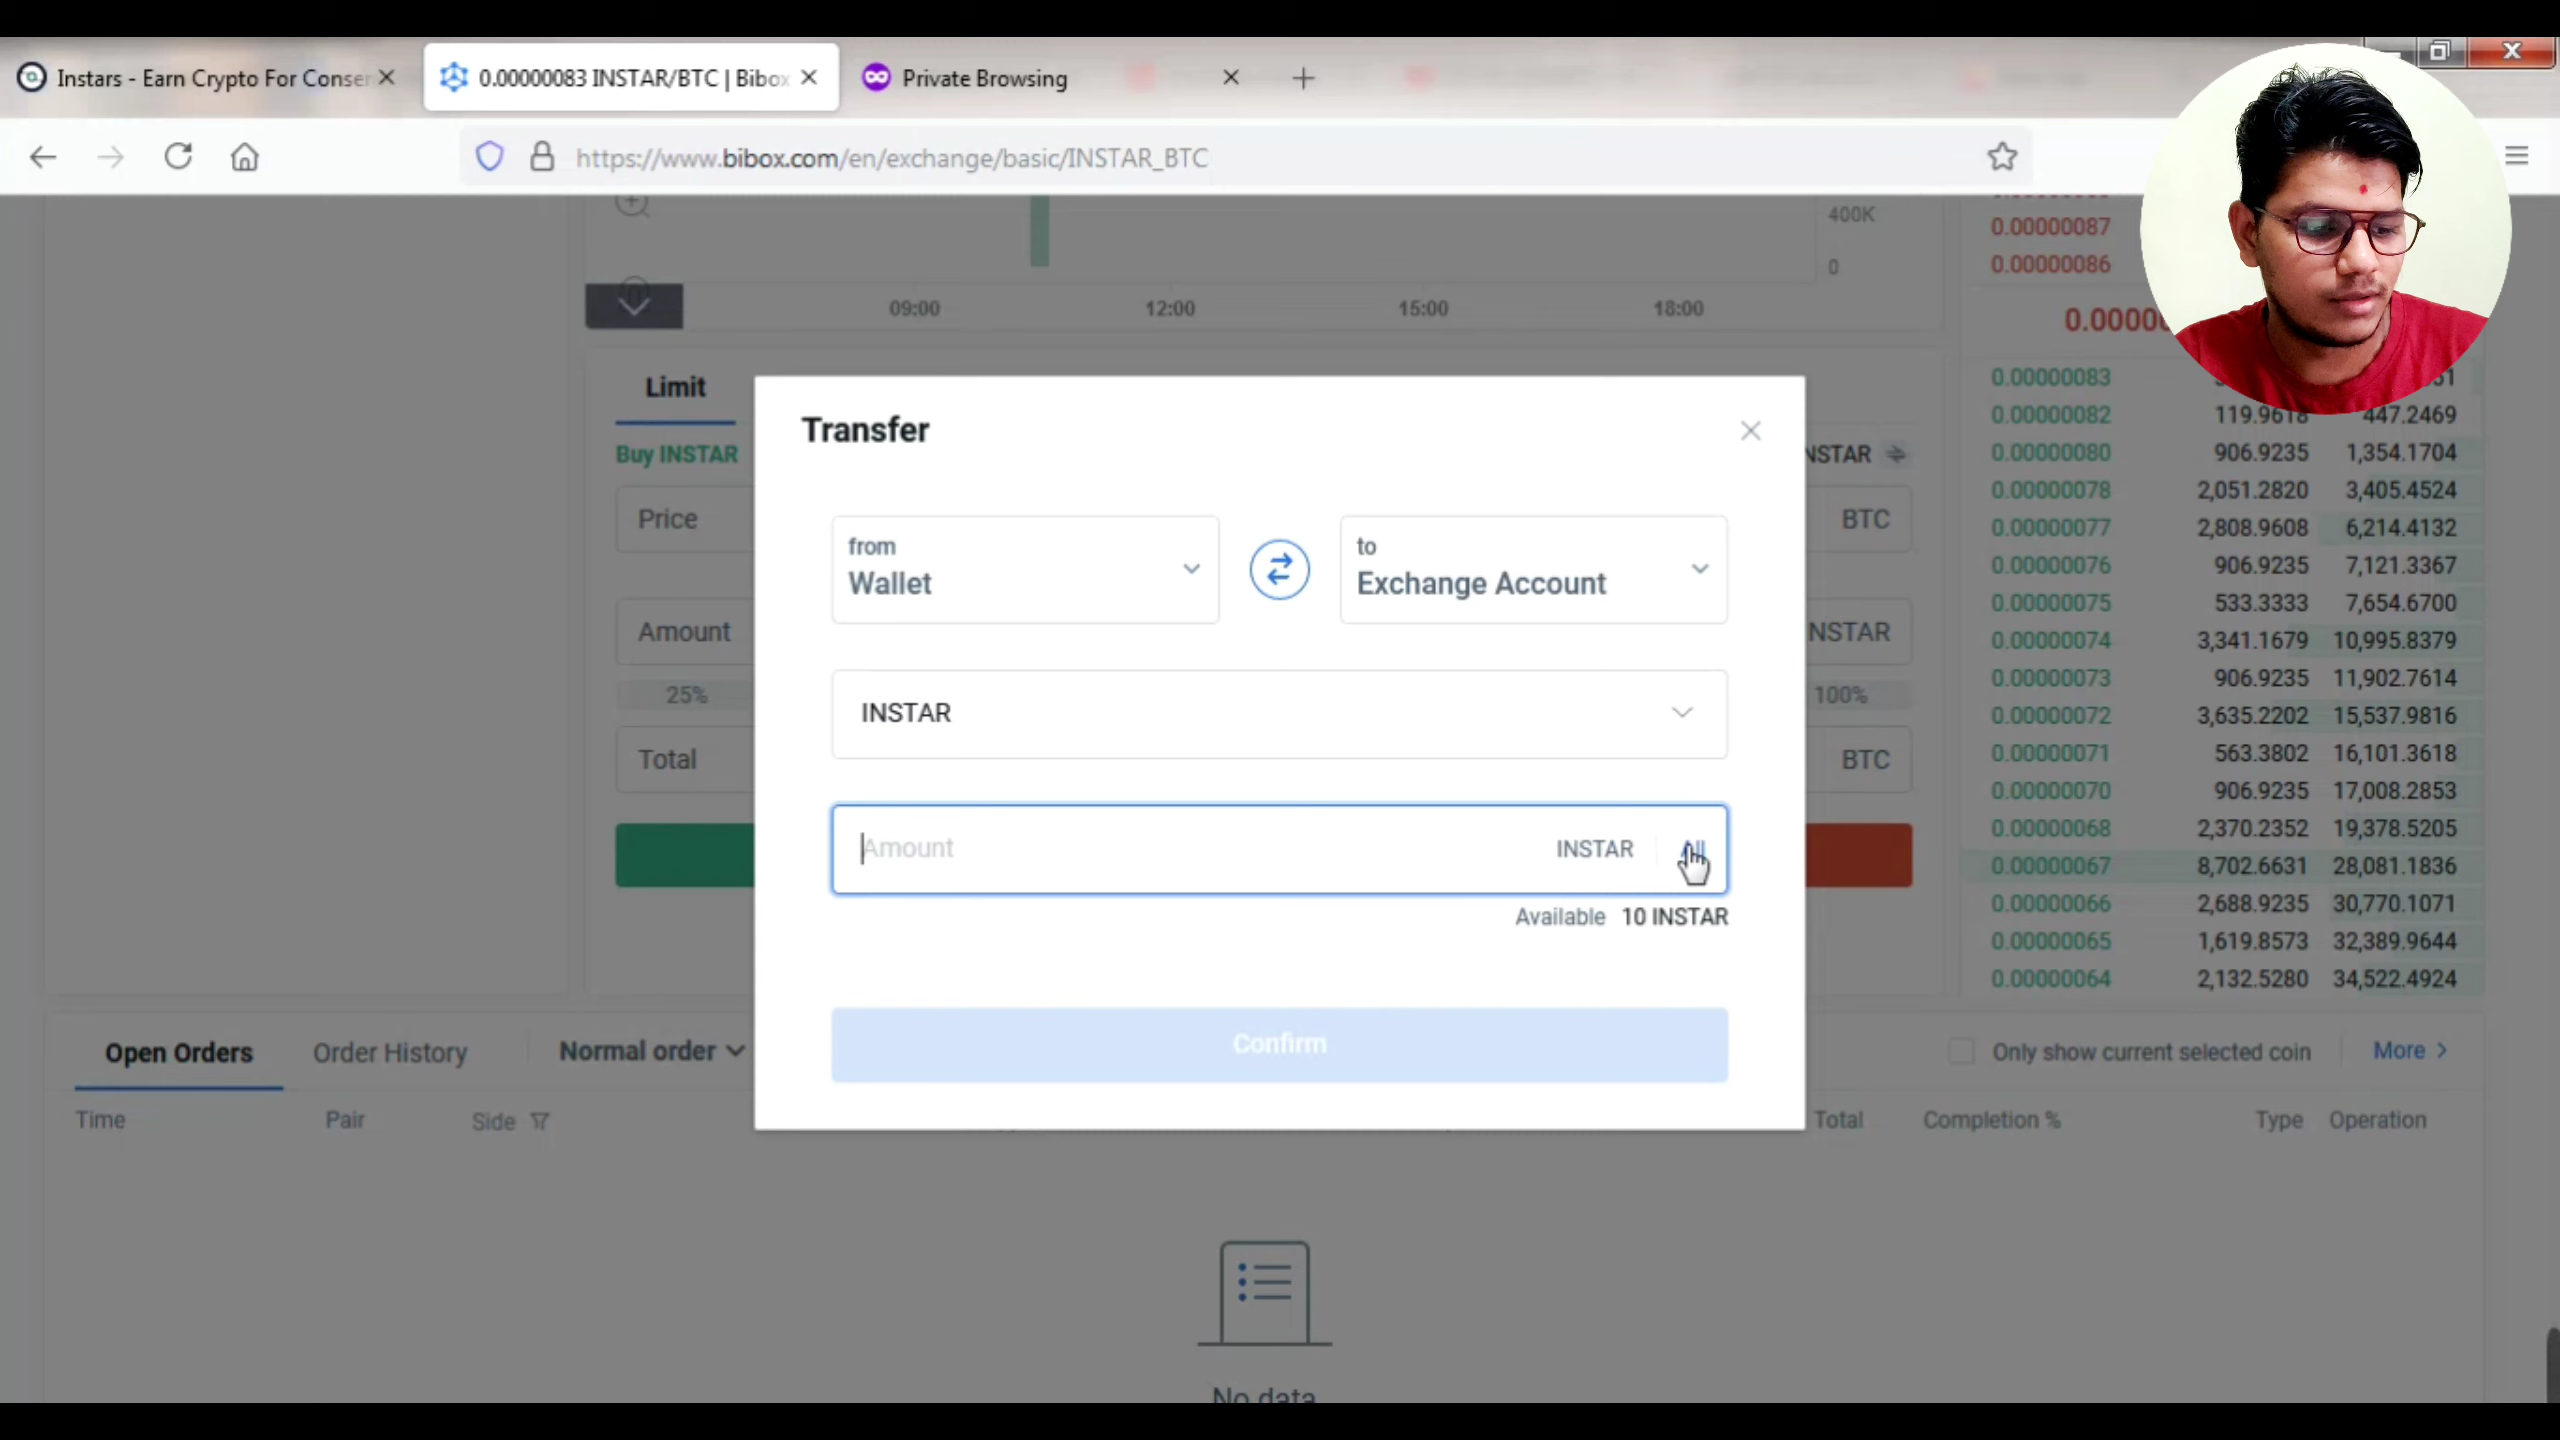 Instars - Earn Crypto For Conser
0.00000083 INSTAR/BTC | Bibox
Private Browsing
https://www.bibox.com/en/exchange/basic/INSTAR_BTC
400K
0
09:00 12:00 15:00 18:00
0.00000087
0.00000086
0.0000
Limit
Buy INSTAR
Price
Amount
25%
Total
NSTAR
BTC
NSTAR
100%
BTC
Transfer
from
Wallet
to
Exchange Account
INSTAR
Amount INSTAR All
Available 10 INSTAR
Confirm
0.00000083
0.00000082 119.9618 447.2469
0.00000080 906.9235 1,354.1704
0.00000078 2,051.2820 3,405.4524
0.00000077 2,808.9608 6,214.4132
0.00000076 906.9235 7,121.3367
0.00000075 533.3333 7,654.6700
0.00000074 3,341.1679 10,995.8379
0.00000073 906.9235 11,902.7614
0.00000072 3,635.2202 15,537.9816
0.00000071 563.3802 16,101.3618
0.00000070 906.9235 17,008.2853
0.00000068 2,370.2352 19,378.5205
0.00000067 8,702.6631 28,081.1836
0.00000066 2,688.9235 30,770.1071
0.00000065 1,619.8573 32,389.9644
0.00000064 2,132.5280 34,522.4924
Open Orders Order History Normal order Only show current selected coin More
Time Pair Side Total Completion % Type Operation
No data